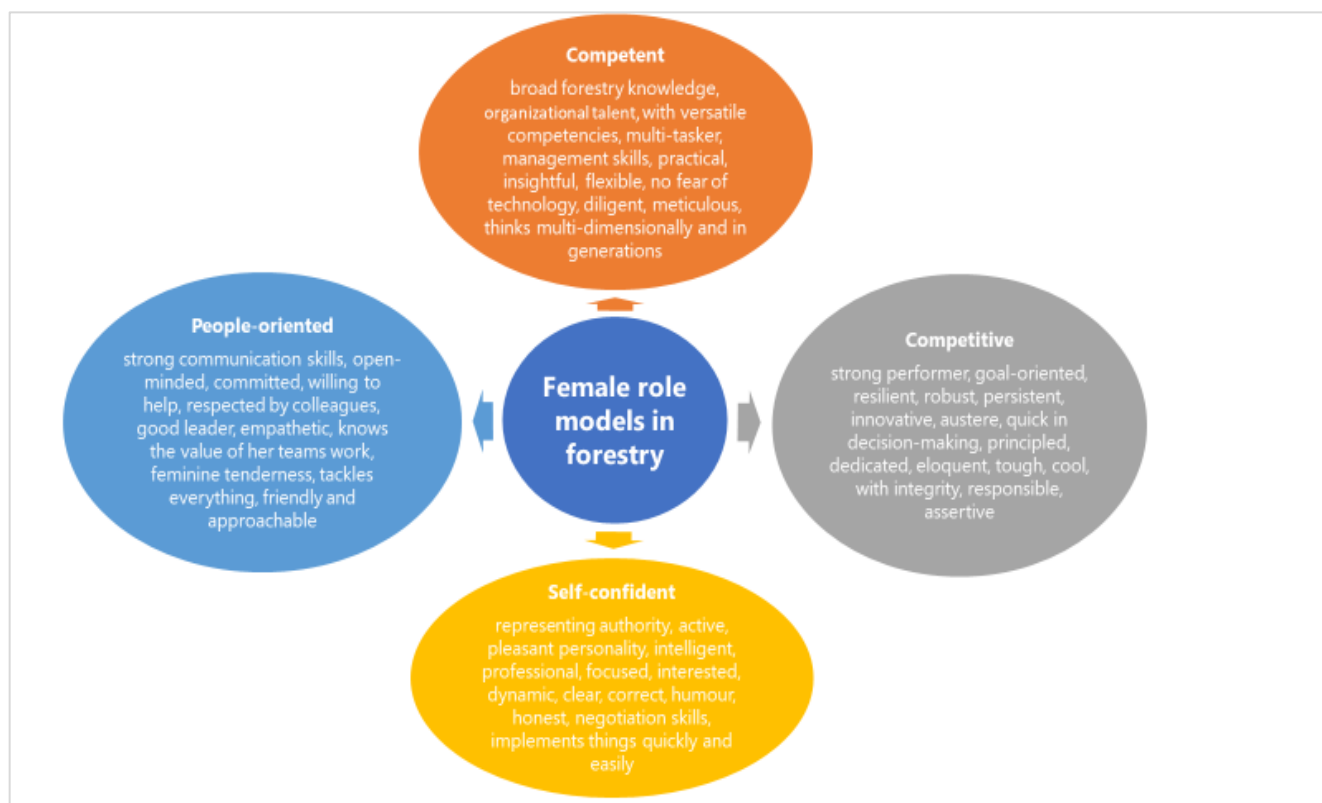 Competent
broad forestry knowledge,
organizational talent, with versatile
competencies, multi-tasker,
management skills, practical,
insightful, flexible, no fear of
technology, diligent, meticulous,
thinks multi-dimensionally and in
generations
People-oriented
strong communication skills, open-
minded, committed, willing to
help, respected by colleagues,
good leader, empathetic, knows
the value of her teams work,
feminine tenderness, tackles
everything, friendly and
approachable
Female role
models in
forestry
Competitive
strong performer, goal-oriented,
resilient, robust, persistent,
innovative, austere, quick in
decision-making, principled,
dedicated, eloquent, tough, cool,
with integrity, responsible,
assertive
Self-confident
representing authority, active,
pleasant personality, intelligent,
professional, focused, interested,
dynamic, clear, correct, humour,
honest, negotiation skills,
implements things quickly and
easily